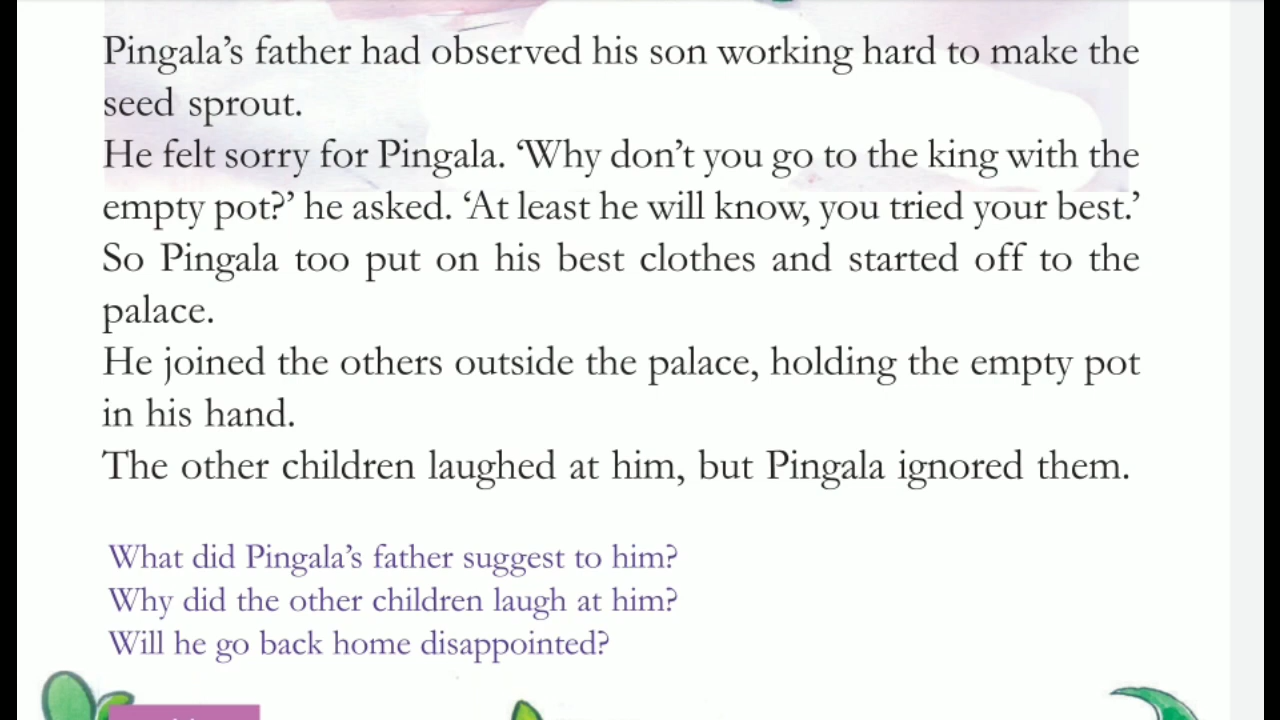 Pingala’s father had observed his son working hard to make the
seed sprout.
He felt sorry for Pingala. ‘Why don’t you go to the king with the
empty pot?’ he asked. ‘At least he will know, you tried your best.’
So Pingala too put on his best clothes and started off to the
palace.
He joined the others outside the palace, holding the empty pot
in his hand.
The other children laughed at him, but Pingala ignored them.
What did Pingala’s father suggest to him?
Why did the other children laugh at him?
Will he go back home disappointed?